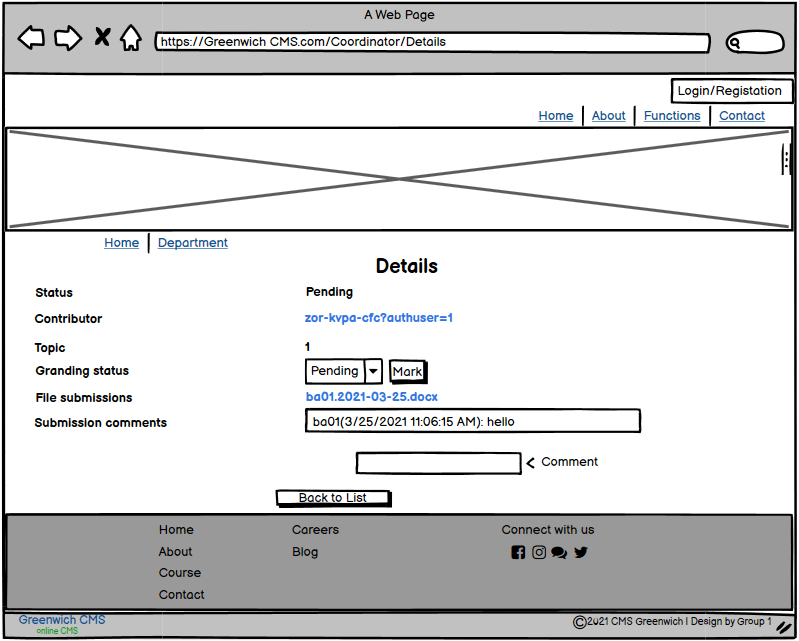 A Web Page
https://Greenwich CMS.com/Coordinator/Details
Login/Registation
Home About Functions Contact
Home Department
Details
Status Pending
Contributor zor-kvpa-cfc?authuser=1
Topic 1
Granding status Pending Mark
File submissions ba01.2021-03-25.docx
Submission comments ba01(3/25/2021 11:06:15 AM): hello
Comment
Back to List
Home Careers Connect with us
About Blog
Course
Contact
Greenwich CMS
online CMS
©2021 CMS Greenwich | Design by Group 1